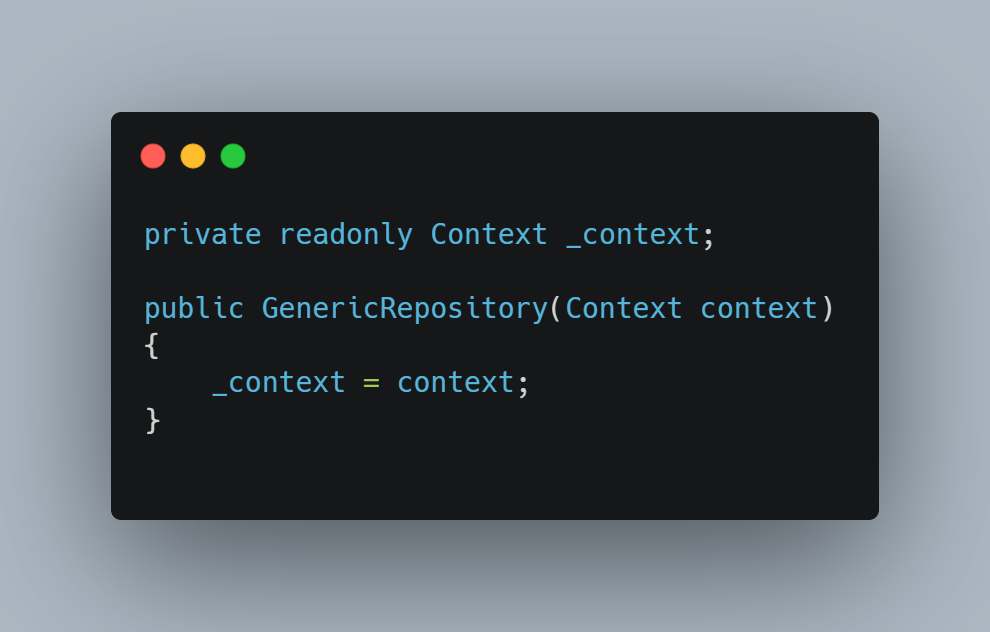 private readonly Context _context;
public GenericRepository(Context context)
{
    _context = context;
}